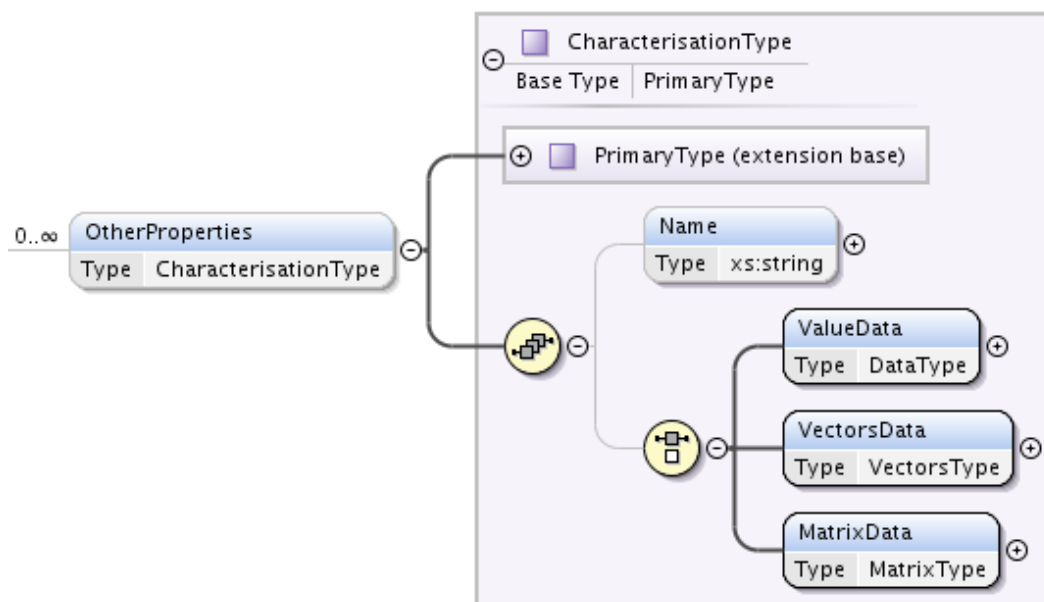 CharacterisationType
Base Type PrimaryType
PrimaryType (extension base)
0..∞
OtherProperties
Type CharacterisationType
Name
Type xs:string
ValueData
Type DataType
VectorsData
Type VectorsType
MatrixData
Type MatrixType